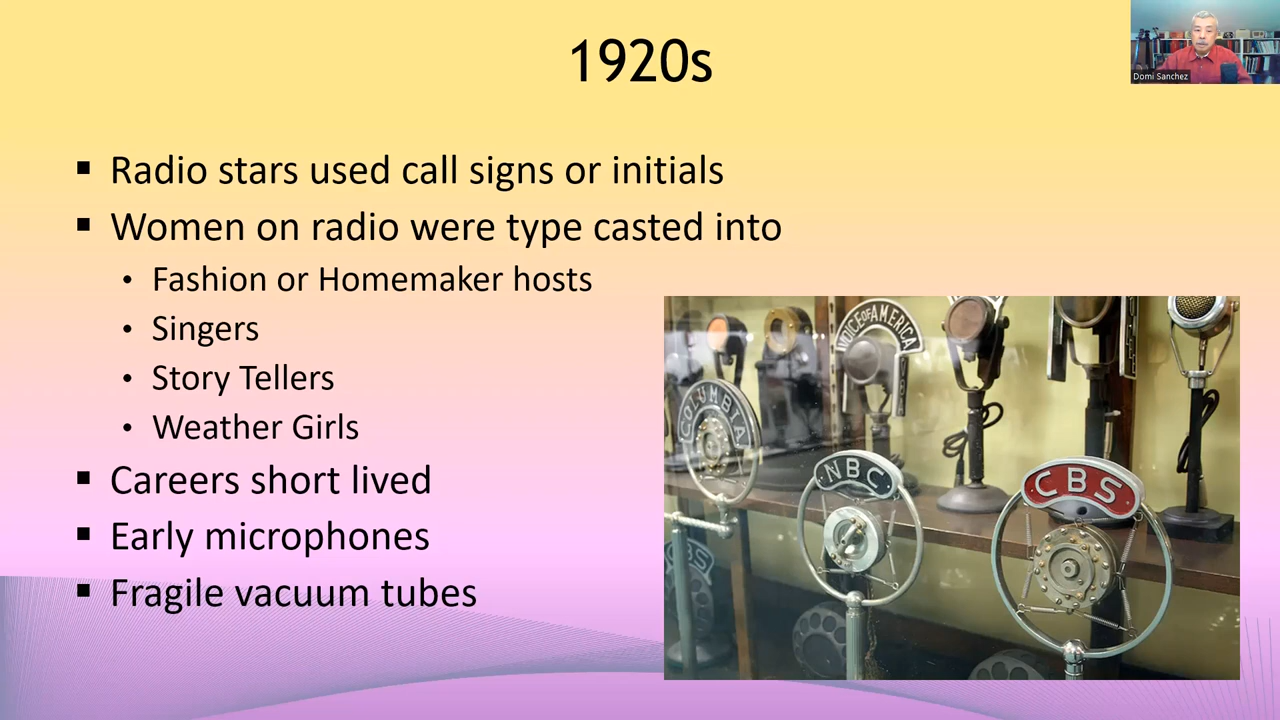 1920s
Domi Sanchez
▪ Radio stars used call signs or initials
▪ Women on radio were type casted into
• Fashion or Homemaker hosts
• Singers
• Story Tellers
• Weather Girls
▪ Careers short lived
▪ Early microphones
▪ Fragile vacuum tubes
VOICE OF AMERICA
COLUMBIA
NBC
CBS
CBS